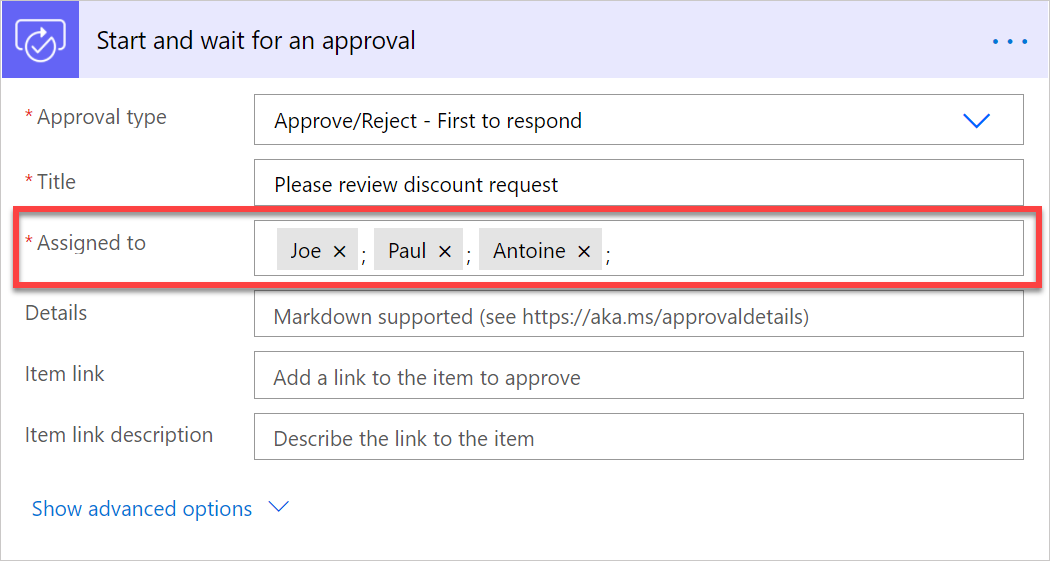 Start and wait for an approval
* Approval type
Approve/Reject - First to respond
* Title
Please review discount request
* Assigned to
Joe × ; Paul × ; Antoine × ;
Details
Markdown supported (see https://aka.ms/approvaldetails)
Item link
Add a link to the item to approve
Item link description
Describe the link to the item
Show advanced options